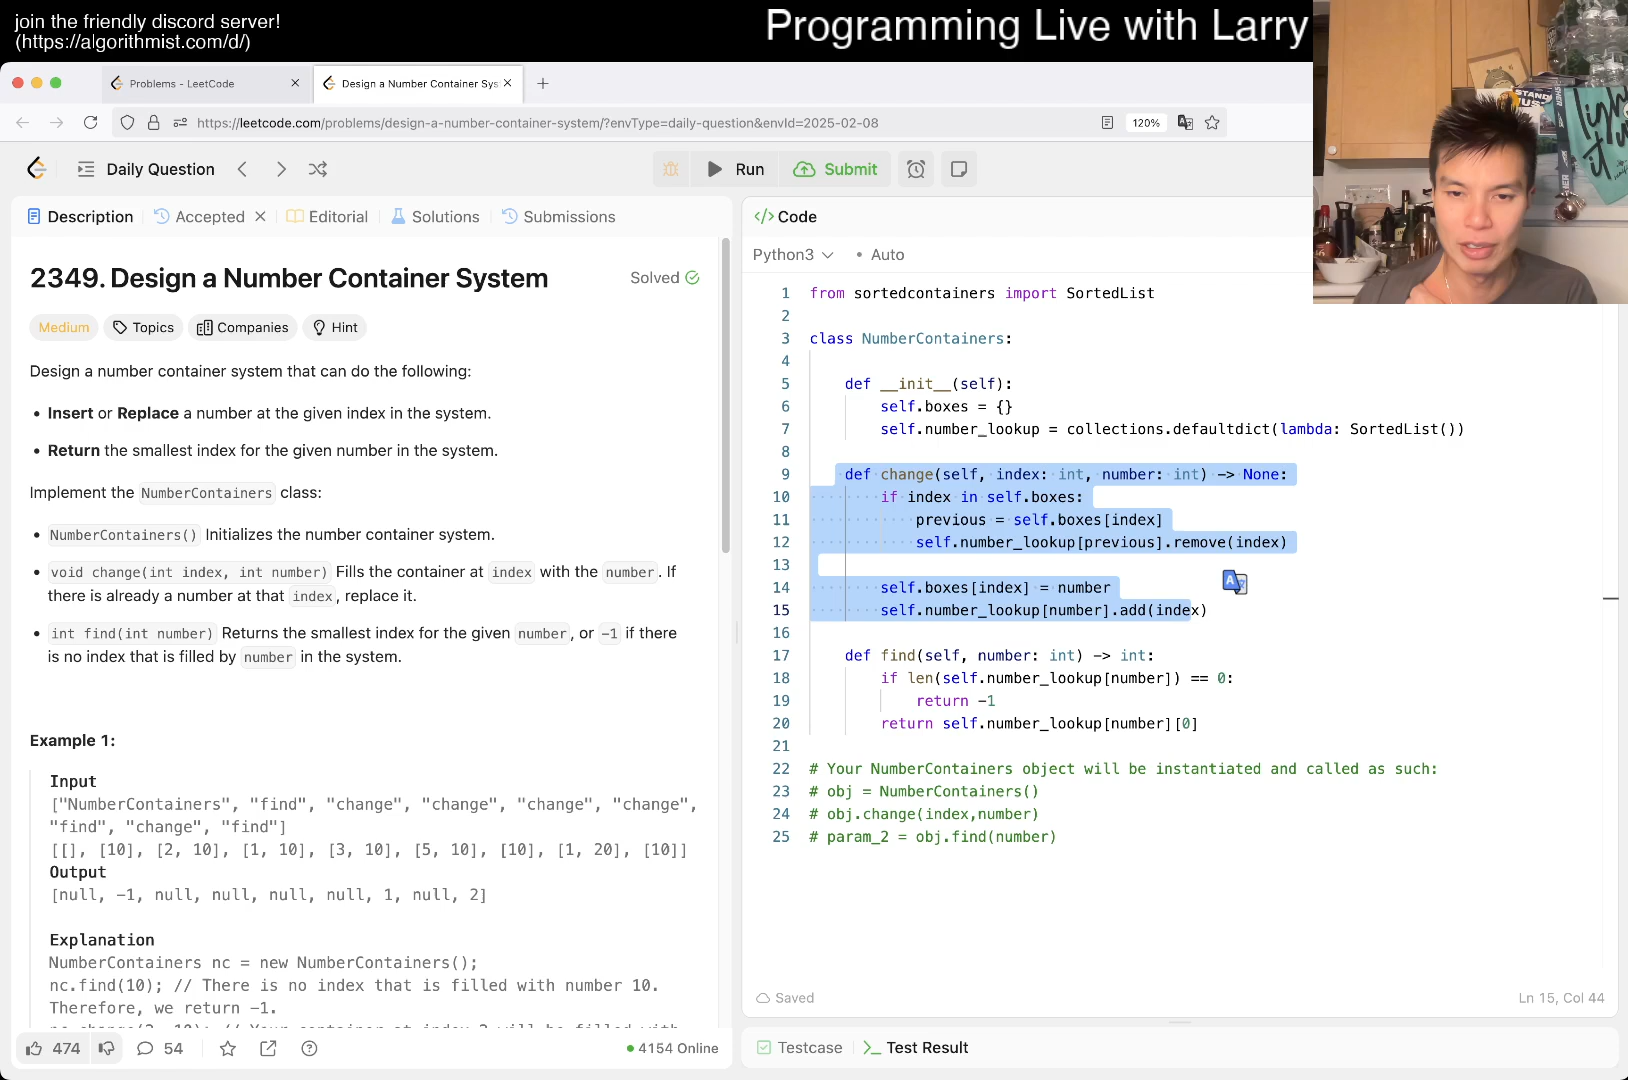 join the friendly discord server!
(https://algorithmist.com/d/)
Programming Live with Larry
Problems - LeetCode
Design a Number Container Sys
https://leetcode.com/problems/design-a-number-container-system/?envType=daily-question&envId=2025-02-08
120%
Daily Question
Run
Submit
Description
Accepted
Editorial
Solutions
Submissions
2349. Design a Number Container System
Solved
Medium
Topics
Companies
Hint
Design a number container system that can do the following:
• Insert or Replace a number at the given index in the system.
• Return the smallest index for the given number in the system.
Implement the NumberContainers class:
• NumberContainers() Initializes the number container system.
• void change(int index, int number) Fills the container at index with the number. If
there is already a number at that index, replace it.
• int find(int number) Returns the smallest index for the given number, or -1 if there
is no index that is filled by number in the system.
Example 1:
Input
["NumberContainers", "find", "change", "change", "change", "change",
"find", "change", "find"]
[[], [10], [2, 10], [1, 10], [3, 10], [5, 10], [10], [1, 20], [10]]
Output
[null, -1, null, null, null, null, 1, null, 2]
Explanation
NumberContainers nc = new NumberContainers();
nc.find(10); // There is no index that is filled with number 10.
Therefore, we return -1.
474
54
4154 Online
</> Code
Python3
• Auto
1 from sortedcontainers import SortedList
2
3 class NumberContainers:
4
5 def __init__(self):
6 self.boxes = {}
7 self.number_lookup = collections.defaultdict(lambda: SortedList())
8
9 def change(self, index: int, number: int) -> None:
10 if index in self.boxes:
11 previous = self.boxes[index]
12 self.number_lookup[previous].remove(index)
13
14 self.boxes[index] = number
15 self.number_lookup[number].add(index)
16
17 def find(self, number: int) -> int:
18 if len(self.number_lookup[number]) == 0:
19 return -1
20 return self.number_lookup[number][0]
21
22 # Your NumberContainers object will be instantiated and called as such:
23 # obj = NumberContainers()
24 # obj.change(index,number)
25 # param_2 = obj.find(number)
Saved
Ln 15, Col 44
Testcase
Test Result